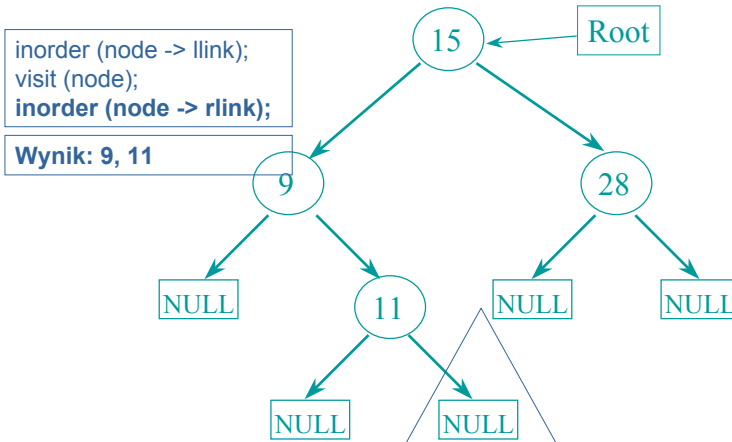 inorder (node -> llink);
visit (node);
inorder (node -> rlink);
Wynik: 9, 11
15
Root
9
28
NULL
11
NULL
NULL
NULL
NULL